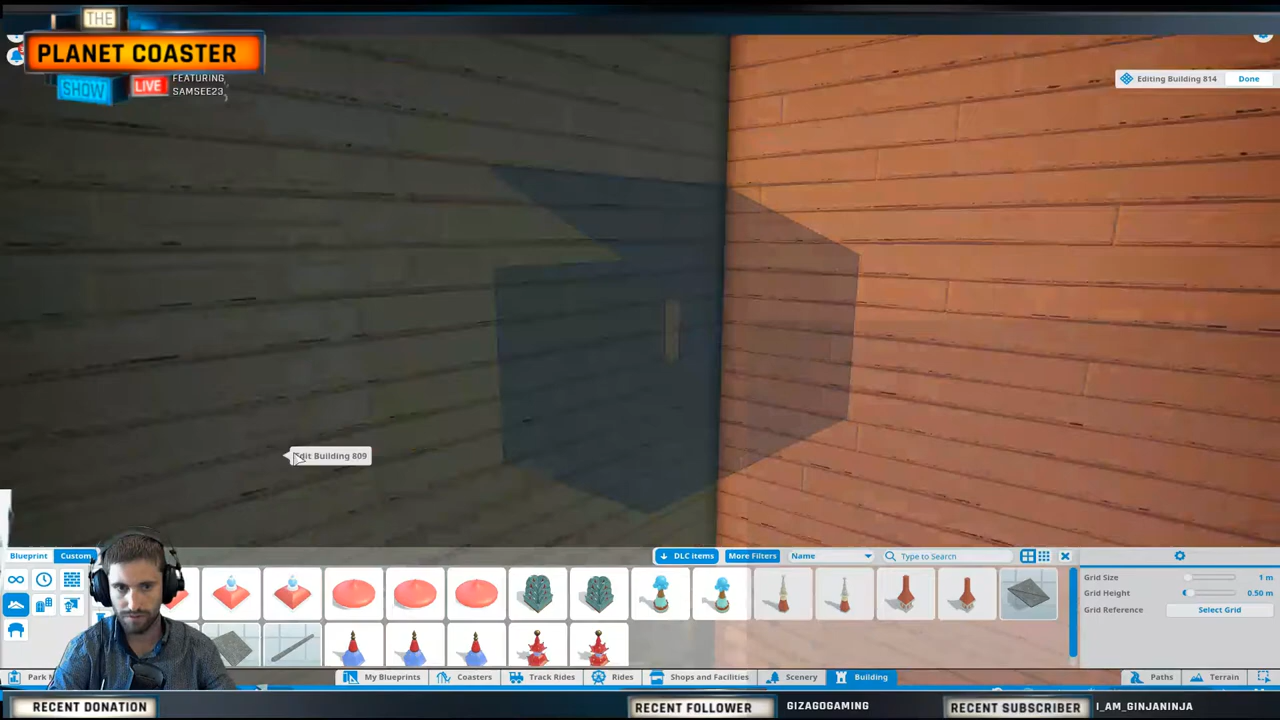 THE
PLANET COASTER
SHOW
LIVE
FEATURING
SAMSEE23
Editing Building 814
Done
Edit Building 809
Blueprint
Custom
DLC items
More Filters
Name
Type to Search
Grid Size
1 m
Grid Height
0.50 m
Grid Reference
Select Grid
Park
My Blueprints
Coasters
Track Rides
Rides
Shops and Facilities
Scenery
Building
Paths
Terrain
RECENT DONATION
RECENT FOLLOWER
GIZAGOGAMING
RECENT SUBSCRIBER
I_AM_GINJANINJA